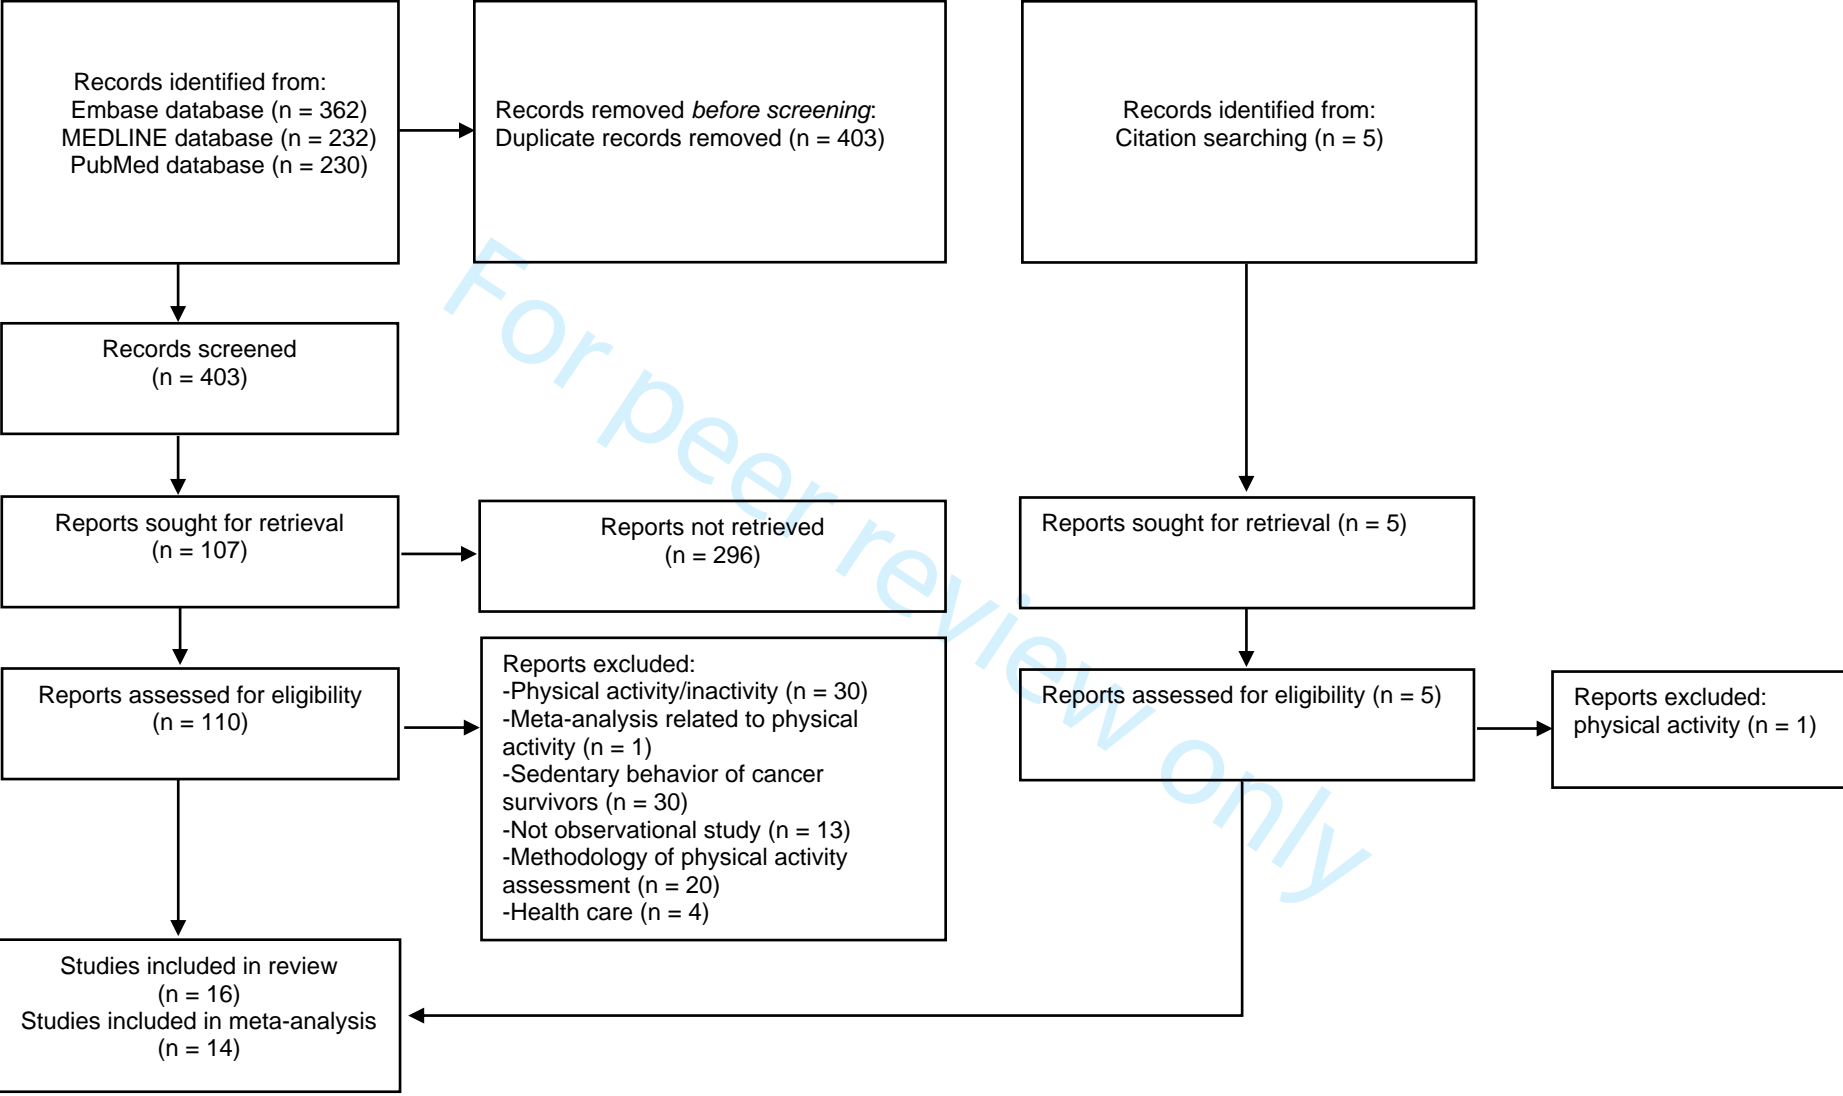 Records identified from:
Embase database (n = 362)
MEDLINE database (n = 232)
PubMed database (n = 230)
Records removed before screening:
Duplicate records removed (n = 403)
Records identified from:
Citation searching (n = 5)
Records screened
(n = 403)
Reports sought for retrieval
(n = 107)
Reports not retrieved
(n = 296)
Reports sought for retrieval (n = 5)
Reports assessed for eligibility
(n = 110)
Reports excluded:
-Physical activity/inactivity (n = 30)
-Meta-analysis related to physical
activity (n = 1)
-Sedentary behavior of cancer
survivors (n = 30)
-Not observational study (n = 13)
-Methodology of physical activity
assessment (n = 20)
-Health care (n = 4)
Reports assessed for eligibility (n = 5)
Reports excluded:
physical activity (n = 1)
Studies included in review
(n = 16)
Studies included in meta-analysis
(n = 14)
For peer review only